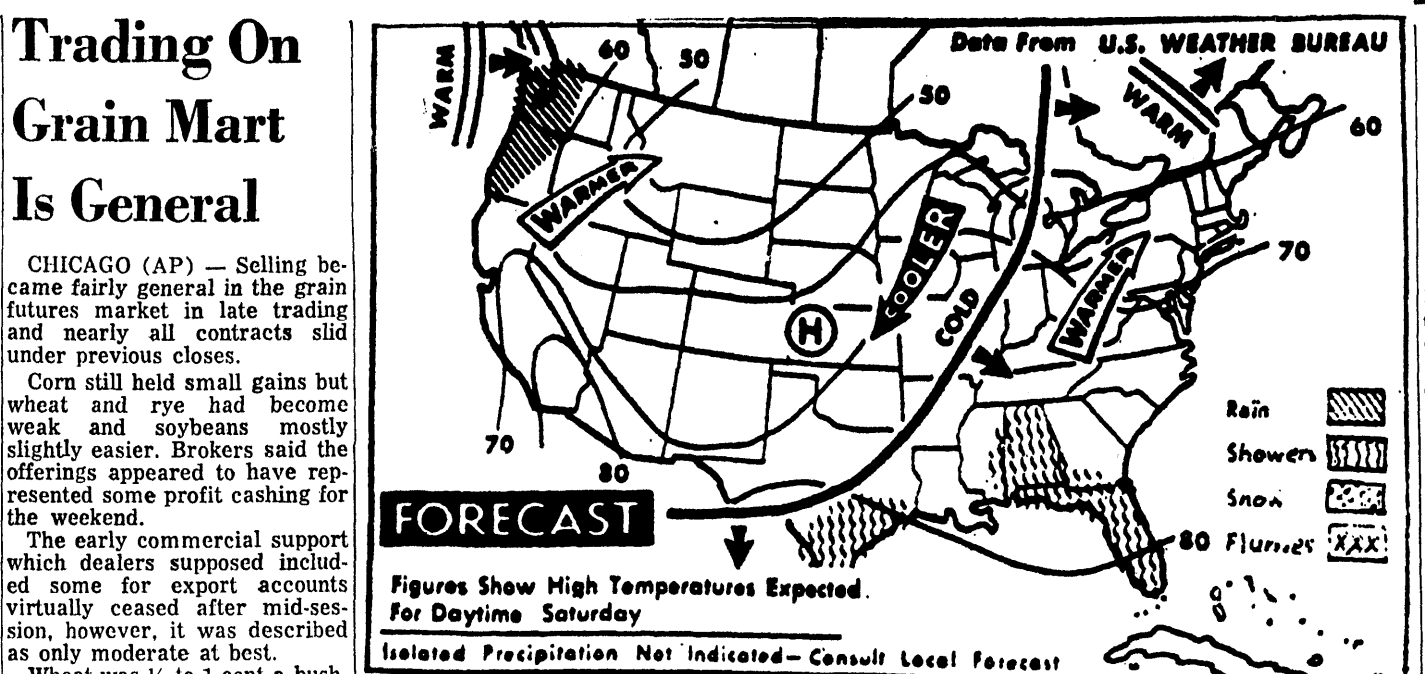 Trading On
Grain Mart
Is General
CHICAGO (AP) — Selling be-
came fairly general in the grain
futures market in late trading
and nearly all contracts slid
under previous closes.
Corn still held small gains but
wheat and rye had become
weak and soybeans mostly
slightly easier. Brokers said the
offerings appeared to have rep-
resented some profit cashing for
the weekend.
The early commercial support
which dealers supposed includ-
ed some for export accounts
virtually ceased after mid-ses-
sion, however, it was described
as only moderate at best.
Data From U.S. WEATHER BUREAU
WARM
60
50
50
WARM
60
WARMER
COOLER
COLD
WARMER
70
H
70
80
80
Rain
Showers
Snow
Flurries
FORECAST
Figures Show High Temperatures Expected
For Daytime Saturday
Isolated Precipitation Not Indicated — Consult Local Forecast